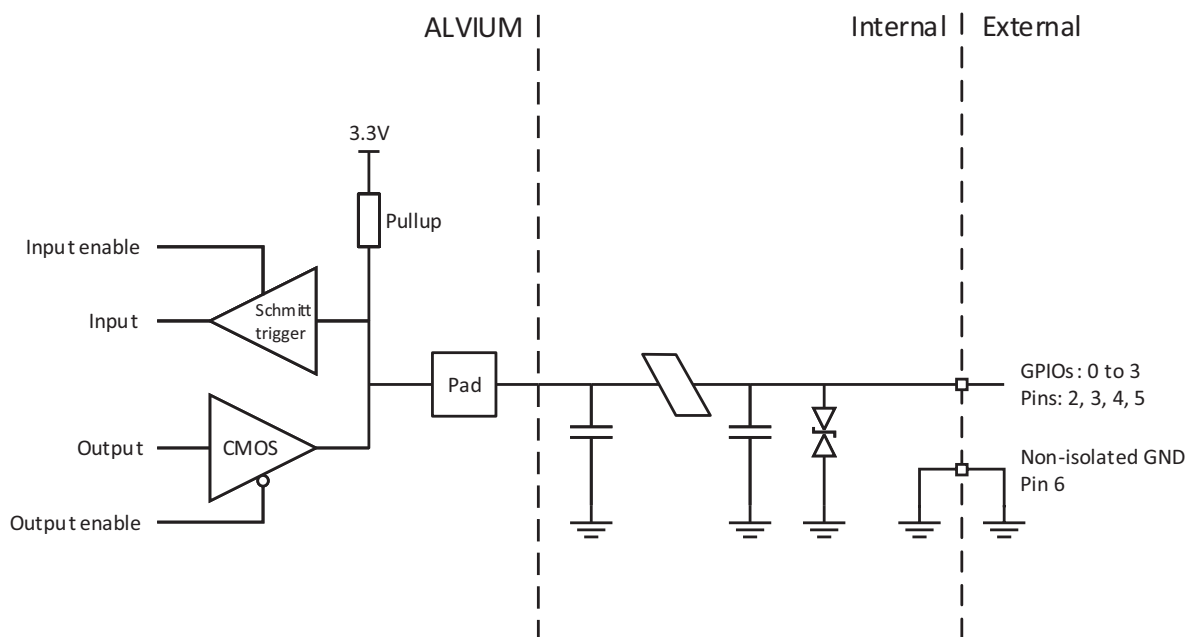 ALVIUM
Internal
External
3.3V
Pullup
Input enable
Schmitt
trigger
Input
Pad
GPIOs: 0 to 3
Pins: 2, 3, 4, 5
Output
CMOS
Non-isolated GND
Pin 6
Output enable